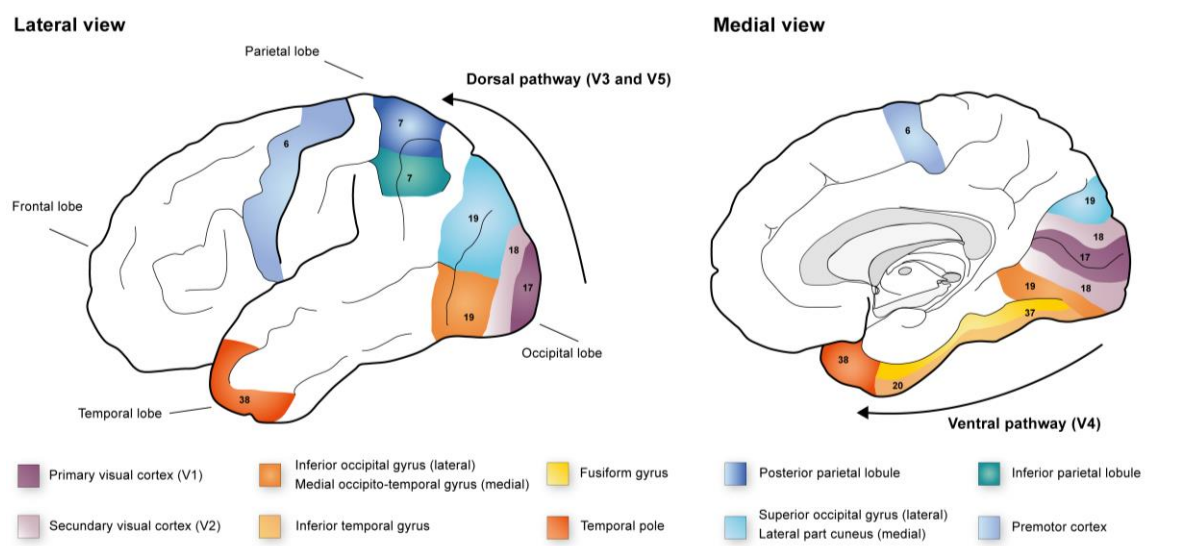 Lateral view
Medial view
Parietal lobe
Dorsal pathway (V3 and V5)
7
6
7
Frontal lobe
19
18
17
19
Occipital lobe
38
Temporal lobe
6
19
18
17
19
18
37
38
20
Ventral pathway (V4)
Primary visual cortex (V1)
Inferior occipital gyrus (lateral)
Medial occipito-temporal gyrus (medial)
Fusiform gyrus
Posterior parietal lobule
Inferior parietal lobule
Secundary visual cortex (V2)
Inferior temporal gyrus
Temporal pole
Superior occipital gyrus (lateral)
Lateral part cuneus (medial)
Premotor cortex